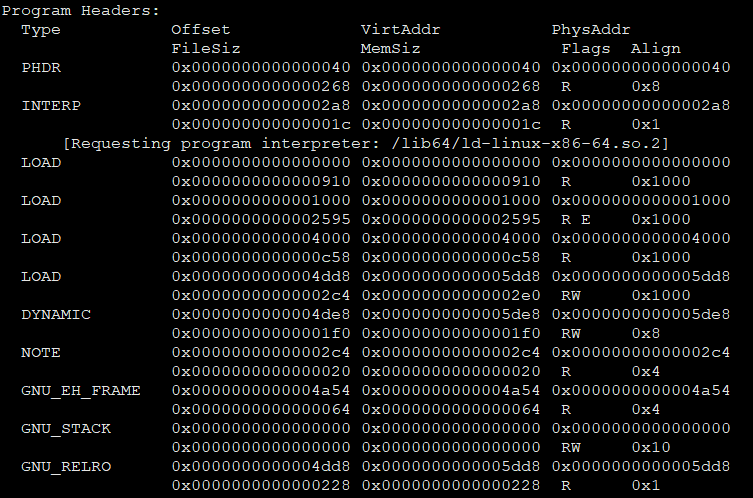 Program Headers:
  Type           Offset             VirtAddr           PhysAddr
                 FileSiz            MemSiz              Flags  Align
  PHDR           0x0000000000000040 0x0000000000000040 0x0000000000000040
                 0x0000000000000268 0x0000000000000268  R      0x8
  INTERP         0x00000000000002a8 0x00000000000002a8 0x00000000000002a8
                 0x000000000000001c 0x000000000000001c  R      0x1
      [Requesting program interpreter: /lib64/ld-linux-x86-64.so.2]
  LOAD           0x0000000000000000 0x0000000000000000 0x0000000000000000
                 0x0000000000000910 0x0000000000000910  R      0x1000
  LOAD           0x0000000000001000 0x0000000000001000 0x0000000000001000
                 0x0000000000002595 0x0000000000002595  R E    0x1000
  LOAD           0x0000000000004000 0x0000000000004000 0x0000000000004000
                 0x0000000000000c58 0x0000000000000c58  R      0x1000
  LOAD           0x0000000000004dd8 0x0000000000005dd8 0x0000000000005dd8
                 0x00000000000002c4 0x00000000000002e0  RW     0x1000
  DYNAMIC        0x0000000000004de8 0x0000000000005de8 0x0000000000005de8
                 0x00000000000001f0 0x00000000000001f0  RW     0x8
  NOTE           0x00000000000002c4 0x00000000000002c4 0x00000000000002c4
                 0x0000000000000020 0x0000000000000020  R      0x4
  GNU_EH_FRAME   0x0000000000004a54 0x0000000000004a54 0x0000000000004a54
                 0x0000000000000064 0x0000000000000064  R      0x4
  GNU_STACK      0x0000000000000000 0x0000000000000000 0x0000000000000000
                 0x0000000000000000 0x0000000000000000  RW     0x10
  GNU_RELRO      0x0000000000004dd8 0x0000000000005dd8 0x0000000000005dd8
                 0x0000000000000228 0x0000000000000228  R      0x1